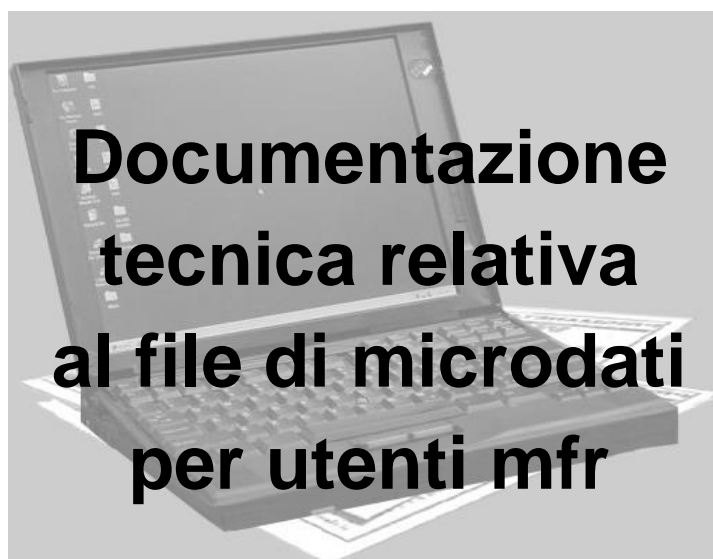 Documentazione
tecnica relativa
al file di microdati
per utenti mfr